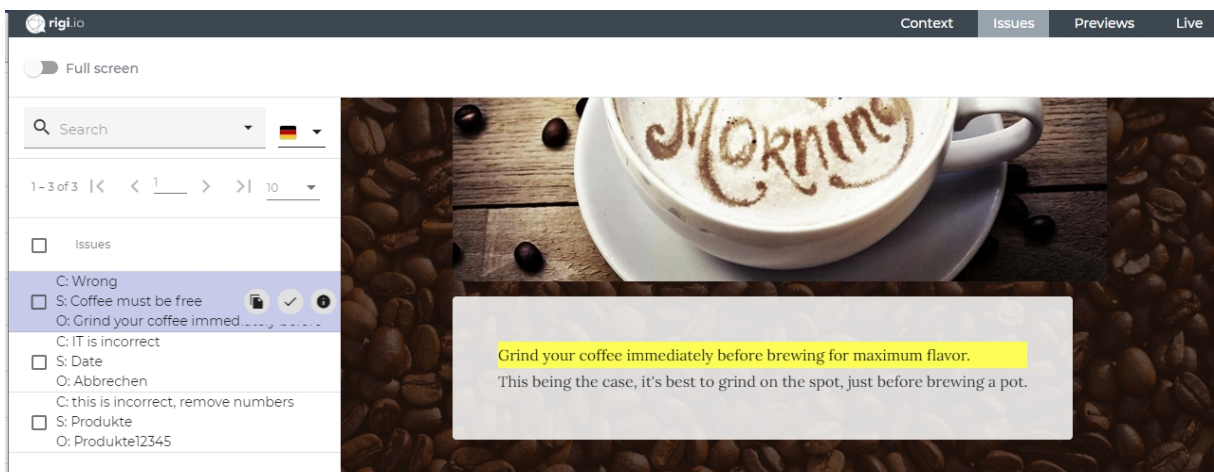 rigi.io
Context Issues Previews Live
Full screen
Search
1 – 3 of 3 1 10
Issues
C: Wrong
S: Coffee must be free
O: Grind your coffee immediately before
C: IT is incorrect
S: Date
O: Abbrechen
C: this is incorrect, remove numbers
S: Produkte
O: Produkte12345
MORNING
Grind your coffee immediately before brewing for maximum flavor.
This being the case, it's best to grind on the spot, just before brewing a pot.